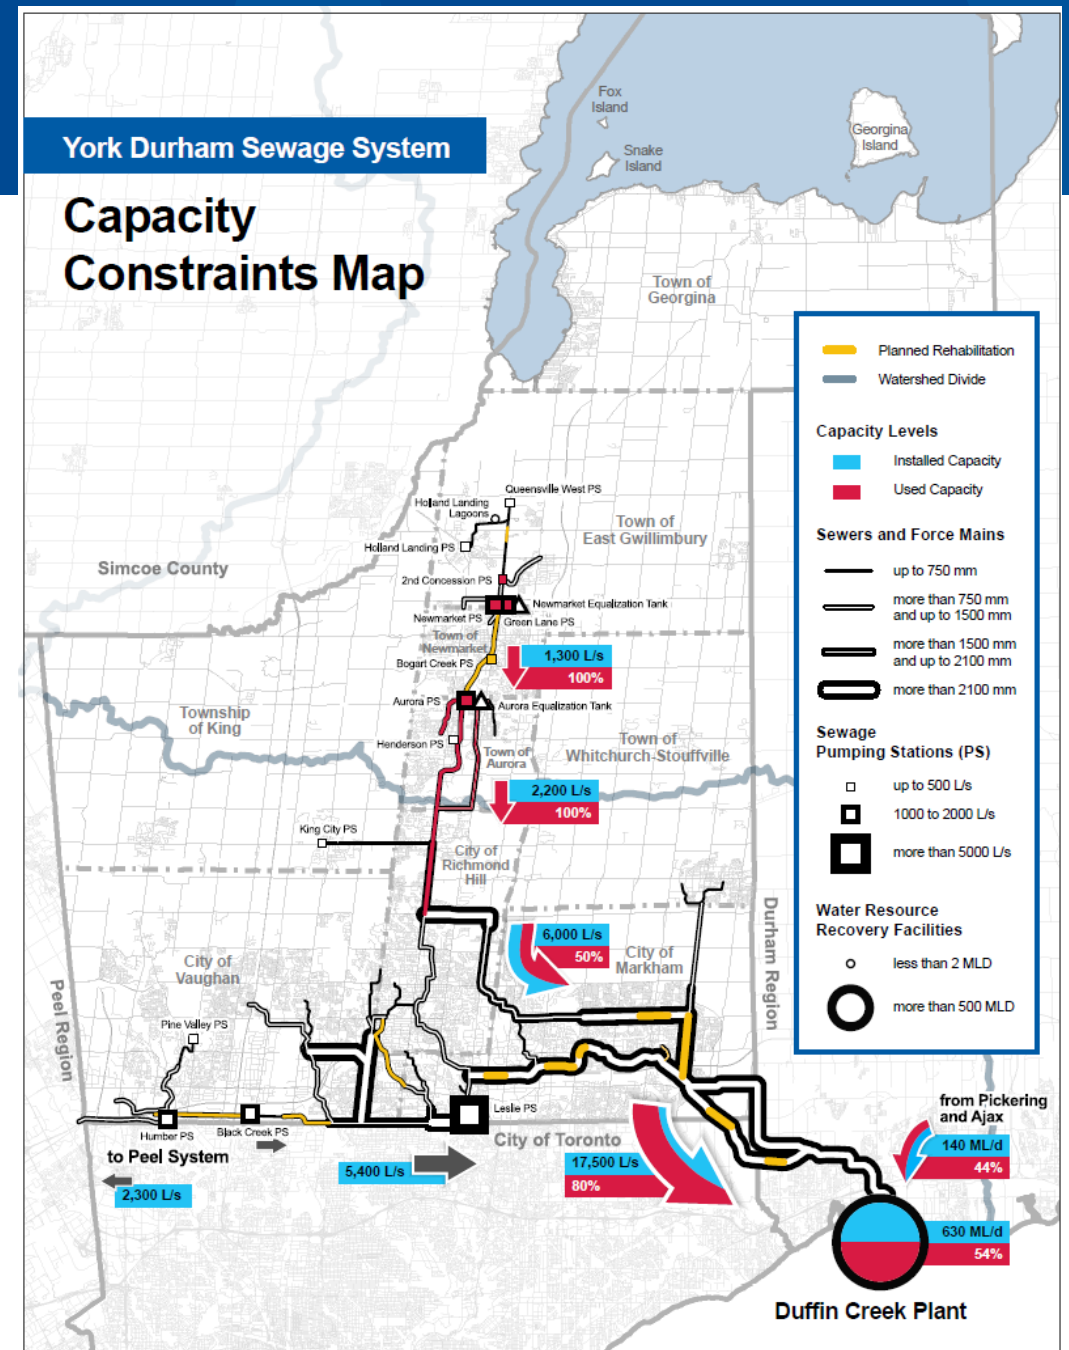 York Durham Sewage System
Capacity
Constraints Map
Fox
Island
Snake
Island
Georgina
Island
Town of
Georgina
Planned Rehabilitation
Watershed Divide
Capacity Levels
Installed Capacity
Used Capacity
Sewers and Force Mains
up to 750 mm
more than 750 mm
and up to 1500 mm
more than 1500 mm
and up to 2100 mm
more than 2100 mm
Sewage
Pumping Stations (PS)
up to 500 L/s
1000 to 2000 L/s
more than 5000 L/s
Water Resource
Recovery Facilities
less than 2 MLD
more than 500 MLD
Queensville West PS
Holland Landing
Lagoons
Holland Landing PS
Town of
East Gwillimbury
Simcoe County
2nd Concession PS
Newmarket Equalization Tank
Newmarket PS
Green Lane PS
Town of
Newmarket
Bogart Creek PS
1,300 L/s
100%
Aurora PS
Aurora Equalization Tank
Township
of King
Henderson PS
Town of
Aurora
Town of
Whitchurch-Stouffville
2,200 L/s
100%
King City PS
City of
Richmond
Hill
6,000 L/s
50%
City of
Markham
Durham Region
City of
Vaughan
Peel Region
Pine Valley PS
Leslie PS
Humber PS
Black Creek PS
City of Toronto
to Peel System
2,300 L/s
5,400 L/s
17,500 L/s
80%
from Pickering
and Ajax
140 ML/d
44%
630 ML/d
54%
Duffin Creek Plant